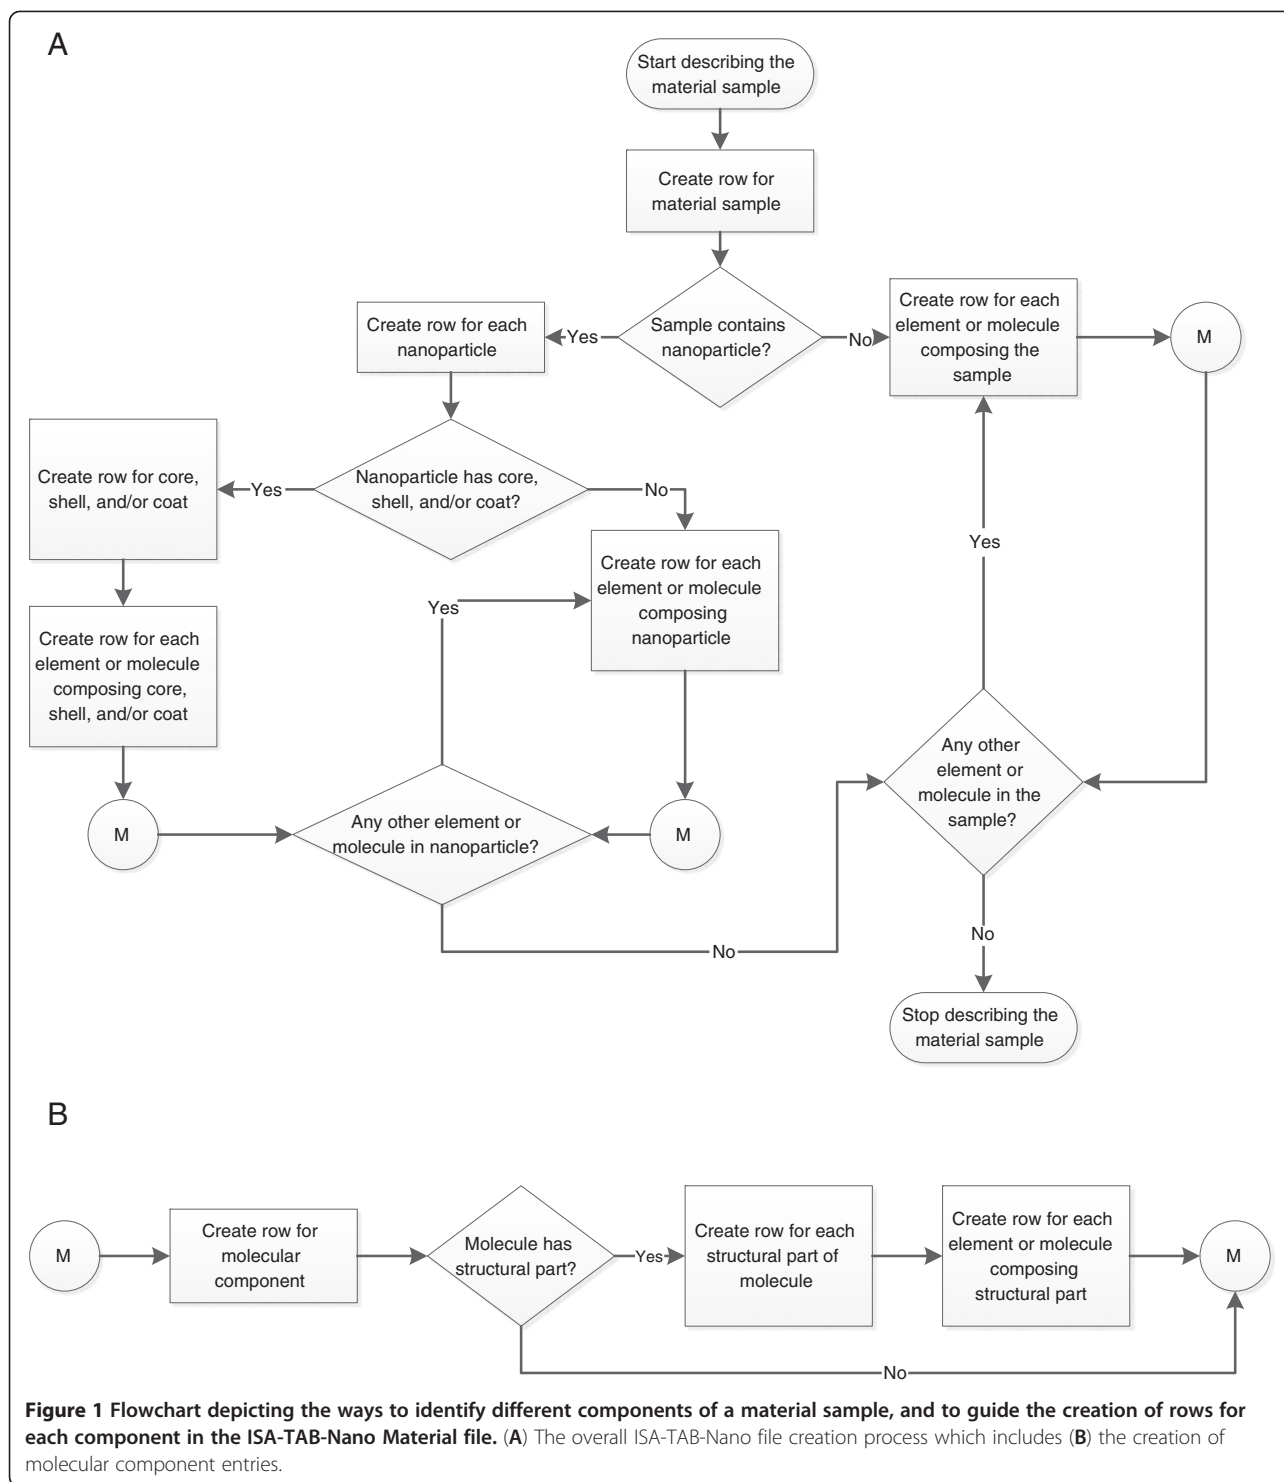 A
Start describing the
material sample
Create row for
material sample
Sample contains
nanoparticle?
Yes
No
Create row for each
nanoparticle
Create row for each
element or molecule
composing the
sample
M
Nanoparticle has core,
shell, and/or coat?
Yes
No
Create row for core,
shell, and/or coat
Create row for each
element or molecule
composing
nanoparticle
Yes
Yes
Create row for each
element or molecule
composing core,
shell, and/or coat
Any other
element or
molecule in the
sample?
M
Any other element or
molecule in nanoparticle?
M
No
No
Stop describing the
material sample
B
M
Create row for
molecular
component
Molecule has
structural part?
Yes
Create row for each
structural part of
molecule
Create row for each
element or molecule
composing
structural part
M
No
Figure 1 Flowchart depicting the ways to identify different components of a material sample, and to guide the creation of rows for
each component in the ISA-TAB-Nano Material file. (A) The overall ISA-TAB-Nano file creation process which includes (B) the creation of
molecular component entries.